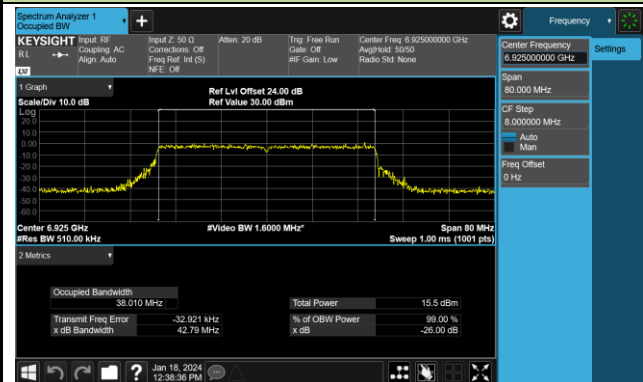 Spectrum Analyzer 1
Occupied BW
Frequency
KEYSIGHT
Input: RF
Input Z: 50 Ω
Atten: 20 dB
Trig: Free Run
Center Freq: 6.925000000 GHz
R L
Coupling: AC
Corrections: Off
Gate: Off
Avg|Hold: 50/50
Align: Auto
Freq Ref: Int (S)
#IF Gain: Low
Radio Std: None
NFE: Off
LXI
Center Frequency
6.925000000 GHz
Settings
Span
80.000 MHz
CF Step
8.000000 MHz
Auto
Man
Freq Offset
0 Hz
1 Graph
Ref Lvl Offset 24.00 dB
Scale/Div 10.0 dB
Ref Value 30.00 dBm
Log
20.0
10.0
0.00
-10.0
-20.0
-30.0
-40.0
-50.0
-60.0
Center 6.925 GHz
#Video BW 1.6000 MHz*
Span 80 MHz
#Res BW 510.00 kHz
Sweep 1.00 ms (1001 pts)
2 Metrics
Occupied Bandwidth
38.010 MHz
Total Power
15.5 dBm
Transmit Freq Error
-32.921 kHz
% of OBW Power
99.00 %
x dB Bandwidth
42.79 MHz
x dB
-26.00 dB
Jan 18, 2024
12:38:36 PM